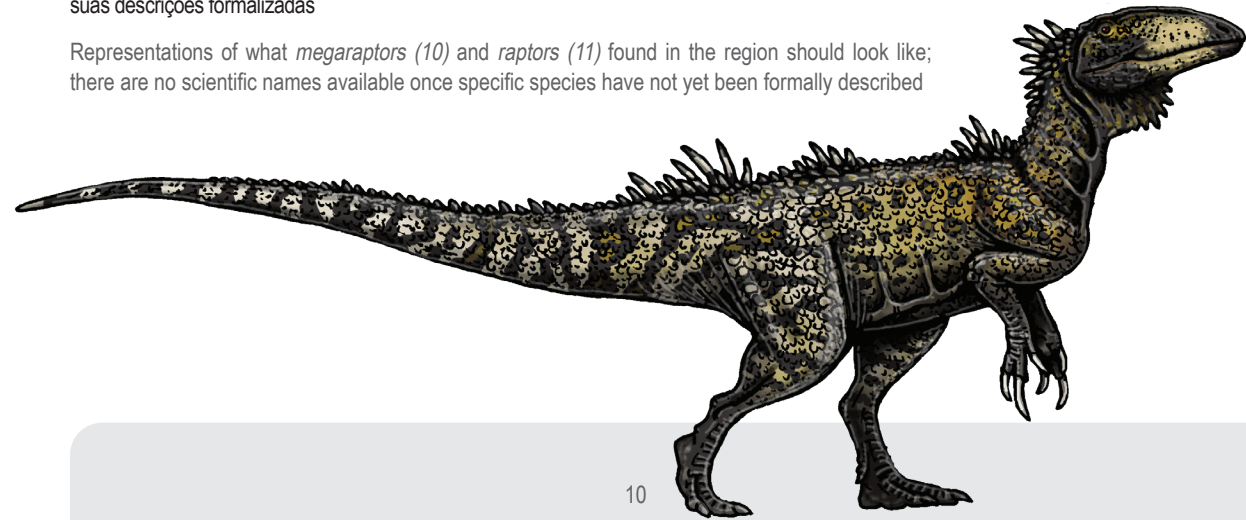 suas descrições formalizadas
Representations of what megaraptors (10) and raptors (11) found in the region should look like;
there are no scientific names available once specific species have not yet been formally described
10